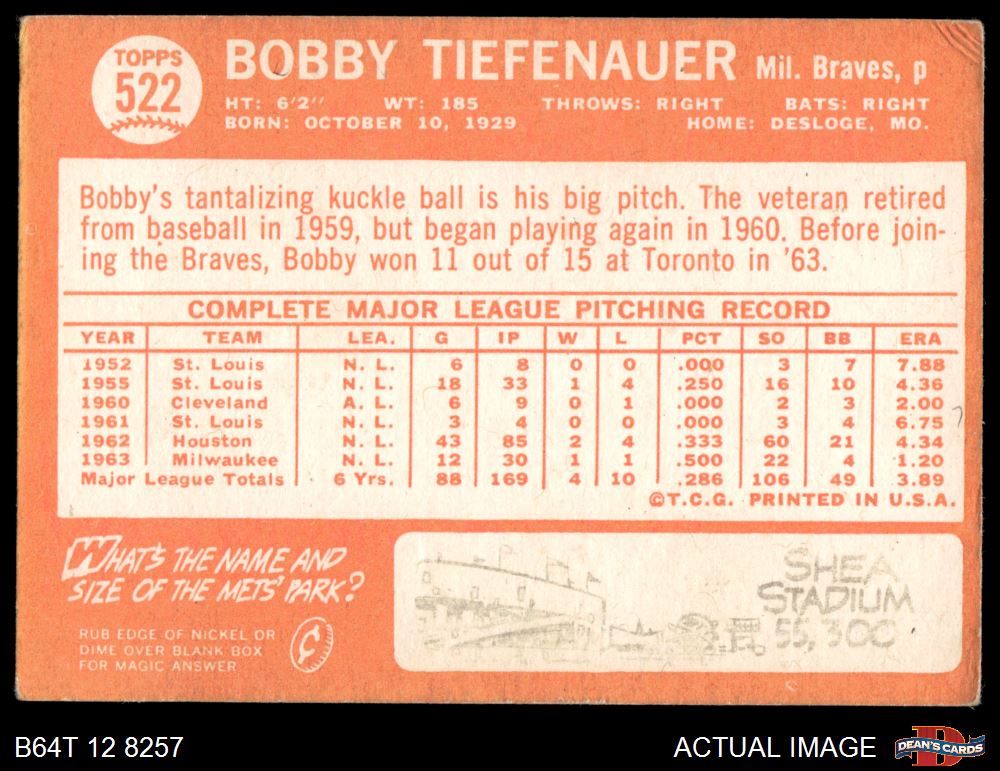 TOPPS
522
BOBBY TIEFENAUER Mil. Braves, p
HT: 6'2" WT: 185 THROWS: RIGHT BATS: RIGHT
BORN: OCTOBER 10, 1929 HOME: DESLOGE, MO.
Bobby's tantalizing kuckle ball is his big pitch. The veteran retired
from baseball in 1959, but began playing again in 1960. Before join-
ing the Braves, Bobby won 11 out of 15 at Toronto in '63.
COMPLETE MAJOR LEAGUE PITCHING RECORD
YEAR TEAM LEA. G IP W L PCT SO BB ERA
1952 St. Louis N. L. 6 8 0 0 .000 3 7 7.88
1955 St. Louis N. L. 18 33 1 4 .250 16 10 4.36
1960 Cleveland A. L. 6 9 0 1 .000 2 3 2.00
1961 St. Louis N. L. 3 4 0 0 .000 3 4 6.75
1962 Houston N. L. 43 85 2 4 .333 60 21 4.34
1963 Milwaukee N. L. 12 30 1 1 .500 22 4 1.20
Major League Totals 6 Yrs. 88 169 4 10 .286 106 49 3.89
©T.C.G. PRINTED IN U.S.A.
WHAT'S THE NAME AND
SIZE OF THE METS' PARK?
RUB EDGE OF NICKEL OR
DIME OVER BLANK BOX
FOR MAGIC ANSWER
¢
SHEA
STADIUM
55,300
B64T 12 8257
ACTUAL IMAGE
DEAN'S CARDS